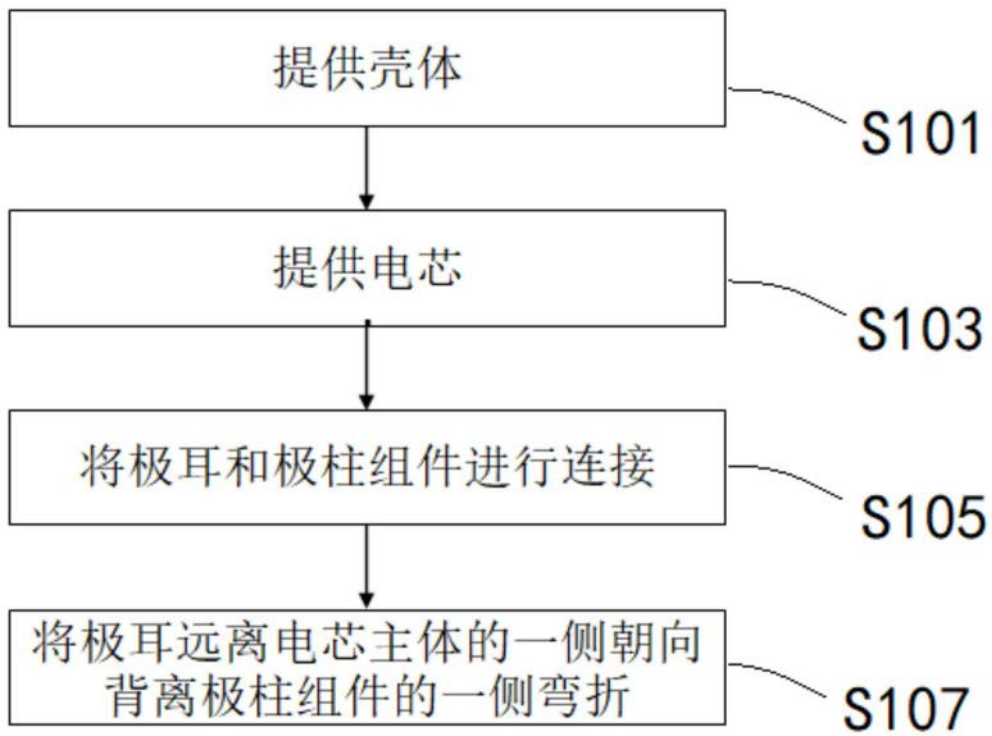 提供壳体
S101
提供电芯
S103
将极耳和极柱组件进行连接
S105
将极耳远离电芯主体的一侧朝向
背离极柱组件的一侧弯折
S107